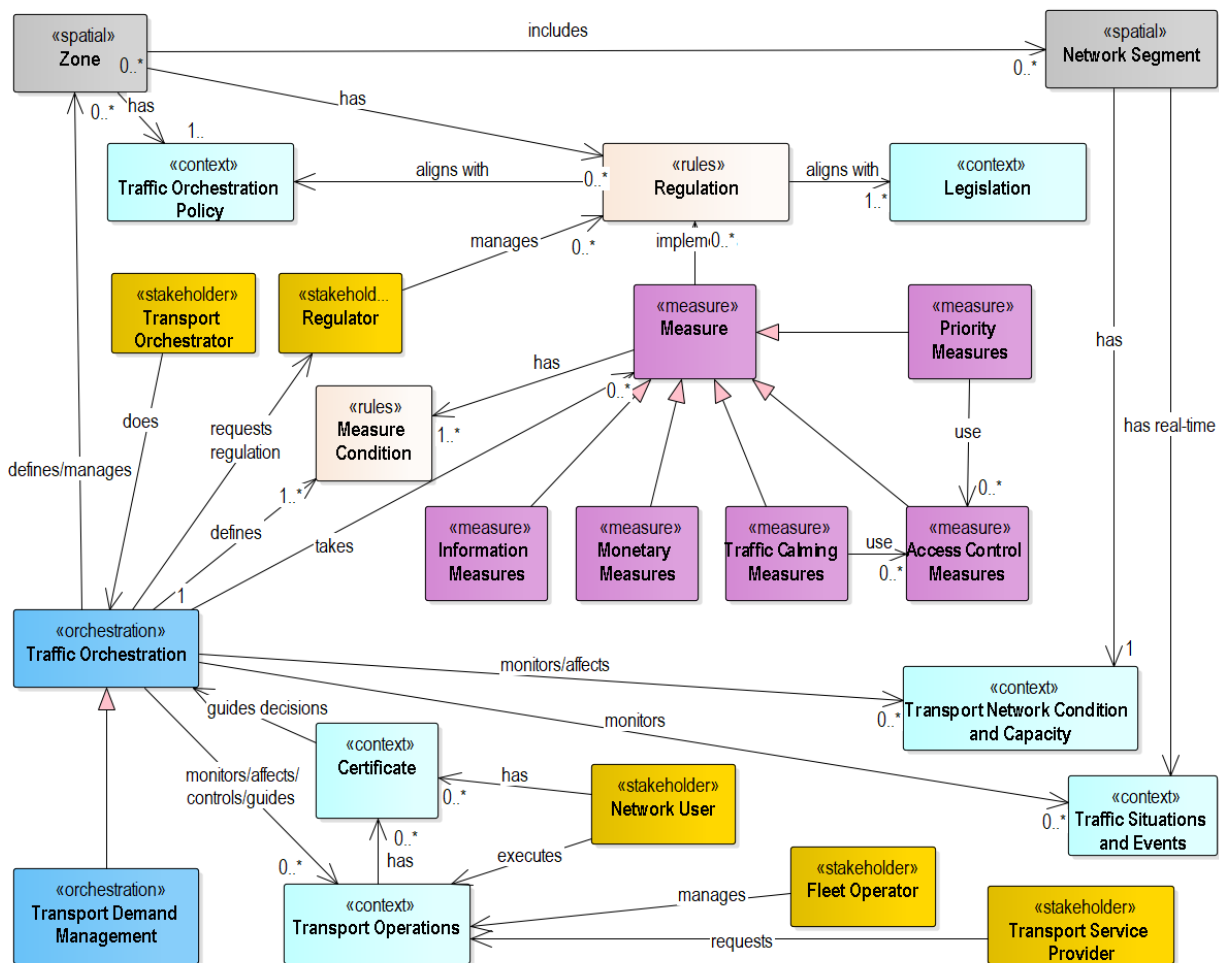 «spatial»
Zone
0..*
includes
0..*
«spatial»
Network Segment
0..*
has
1..
has
«context»
Traffic Orchestration
Policy
aligns with
0..*
«rules»
Regulation
aligns with
1..*
«context»
Legislation
manages
0..*
0..*
«stakeholder»
Transport
Orchestrator
«stakehold...
Regulator
«measure»
Measure
«measure»
Priority
Measures
has
has
0..*
«rules»
Measure
Condition
1..*
does
requests
regulation
use
has real-time
defines/manages
1..*
0..*
defines
takes
«measure»
Information
Measures
«measure»
Monetary
Measures
«measure»
Traffic Calming
Measures
use
0..*
«measure»
Access Control
Measures
1
«orchestration»
Traffic Orchestration
monitors/affects
0..*
1
«context»
Transport Network Condition
and Capacity
guides decisions
monitors
0..*
«context»
Traffic Situations
and Events
monitors/affects/
controls/guides
«context»
Certificate
has
0..*
«stakeholder»
Network User
0..*
has
0..*
executes
«orchestration»
Transport Demand
Management
«context»
Transport Operations
manages
«stakeholder»
Fleet Operator
requests
«stakeholder»
Transport Service
Provider